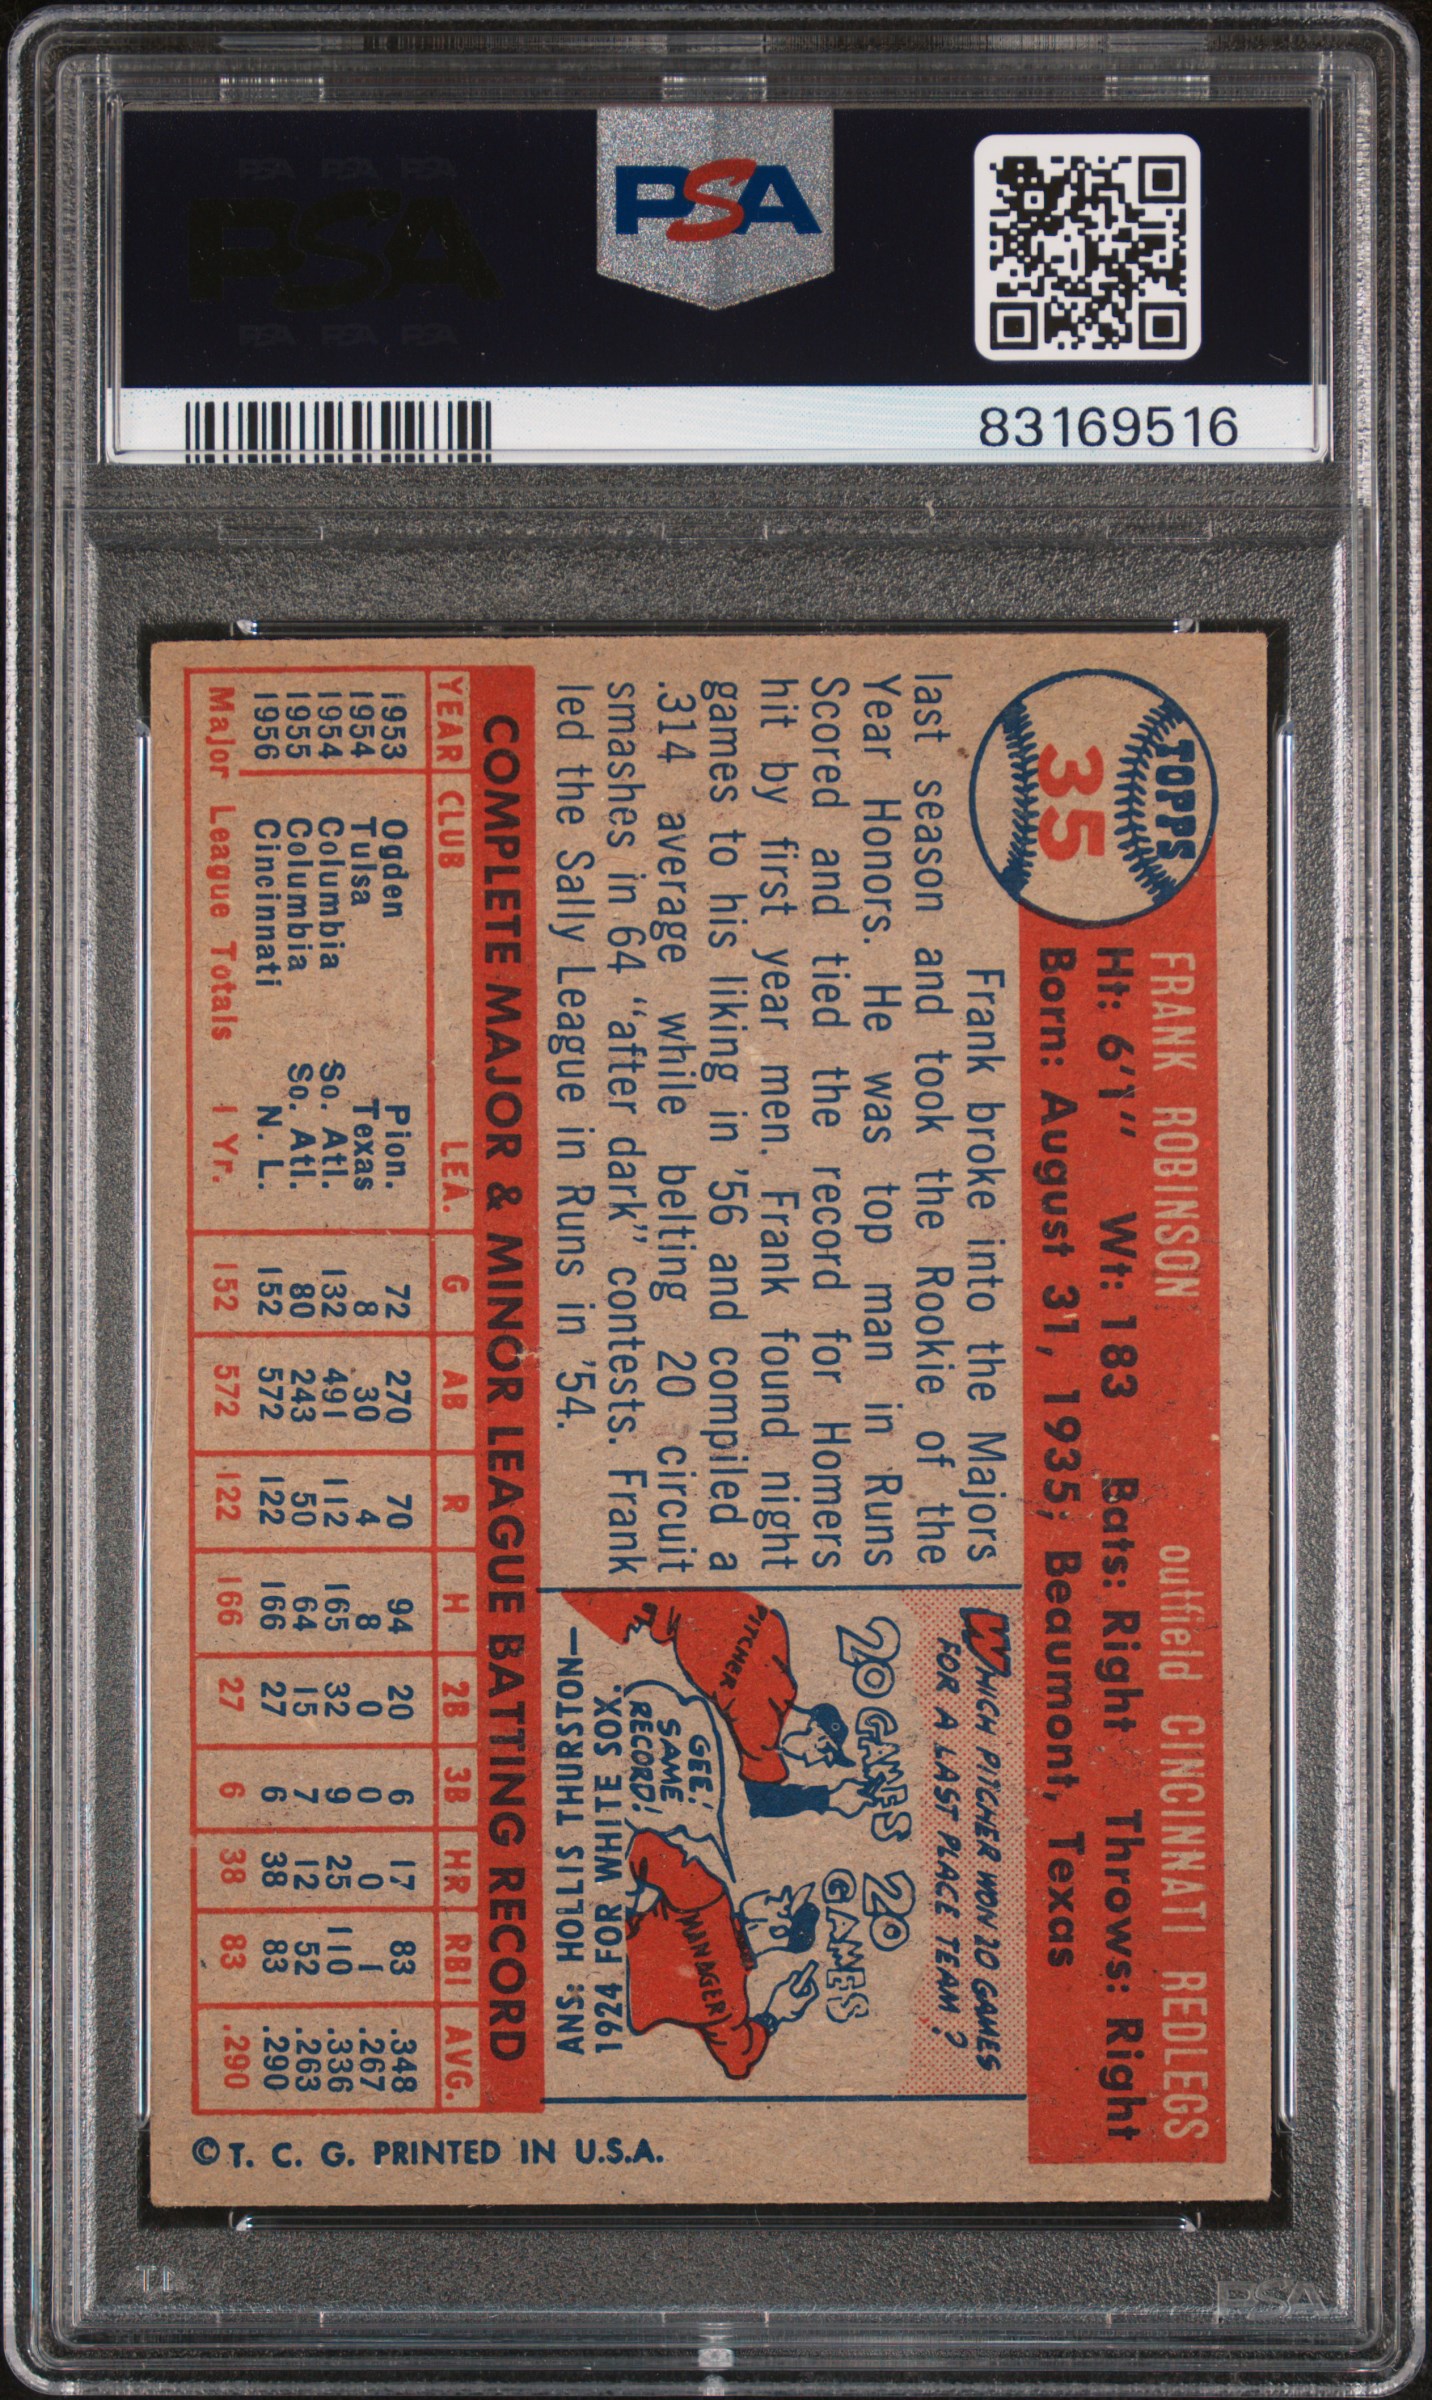 PSA PSA PSA
PSA
PSA PSA PSA
PSA
83169516
TOPPS
35
FRANK ROBINSON outfield CINCINNATI REDLEGS
Ht: 6'1" Wt: 183 Bats: Right Throws: Right
Born: August 31, 1935; Beaumont, Texas
Frank broke into the Majors
last season and took the Rookie of the
Year Honors. He was top man in Runs
Scored and tied the record for Homers
hit by first year men. Frank found night
games to his liking in '56 and compiled a
.314 average while belting 20 circuit
smashes in 64 "after dark" contests. Frank
led the Sally League in Runs in '54.
WHICH PITCHER WON 20 GAMES
FOR A LAST PLACE TEAM?
20 GAMES
20 GAMES
PITCHER
GEE!
SAME
RECORD!
MANAGER
ANS: HOLLIS THURSTON—
1924 FOR WHITE SOX.
COMPLETE MAJOR & MINOR LEAGUE BATTING RECORD
YEAR CLUB LEA. G AB R H 2B 3B HR RBI AVG.
1953 Ogden Pion. 72 270 70 94 20 6 17 83 .348
1954 Tulsa Texas 8 30 4 8 0 0 0 1 .267
1954 Columbia So. Atl. 132 491 112 165 32 9 25 110 .336
1955 Columbia So. Atl. 80 243 50 64 15 7 12 52 .263
1956 Cincinnati N. L. 152 572 122 166 27 6 38 83 .290
Major League Totals 1 Yr. 152 572 122 166 27 6 38 83 .290
© T. C. G. PRINTED IN U.S.A.
PSA